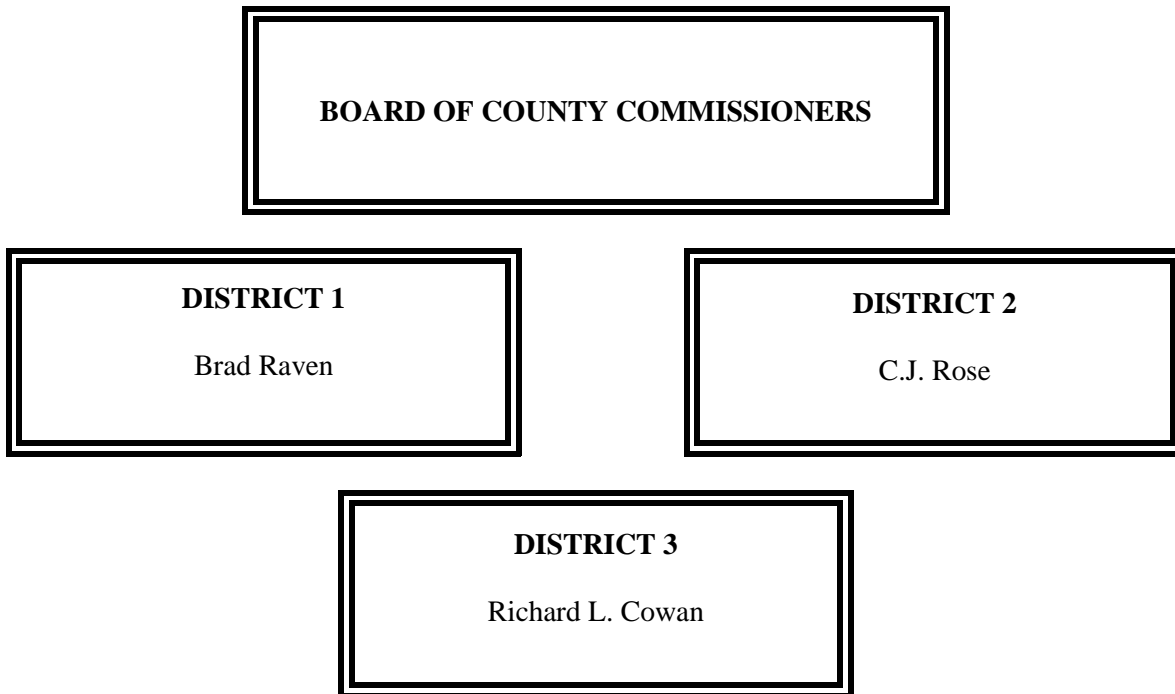 BOARD OF COUNTY COMMISSIONERS
DISTRICT 1
Brad Raven
DISTRICT 2
C.J. Rose
DISTRICT 3
Richard L. Cowan